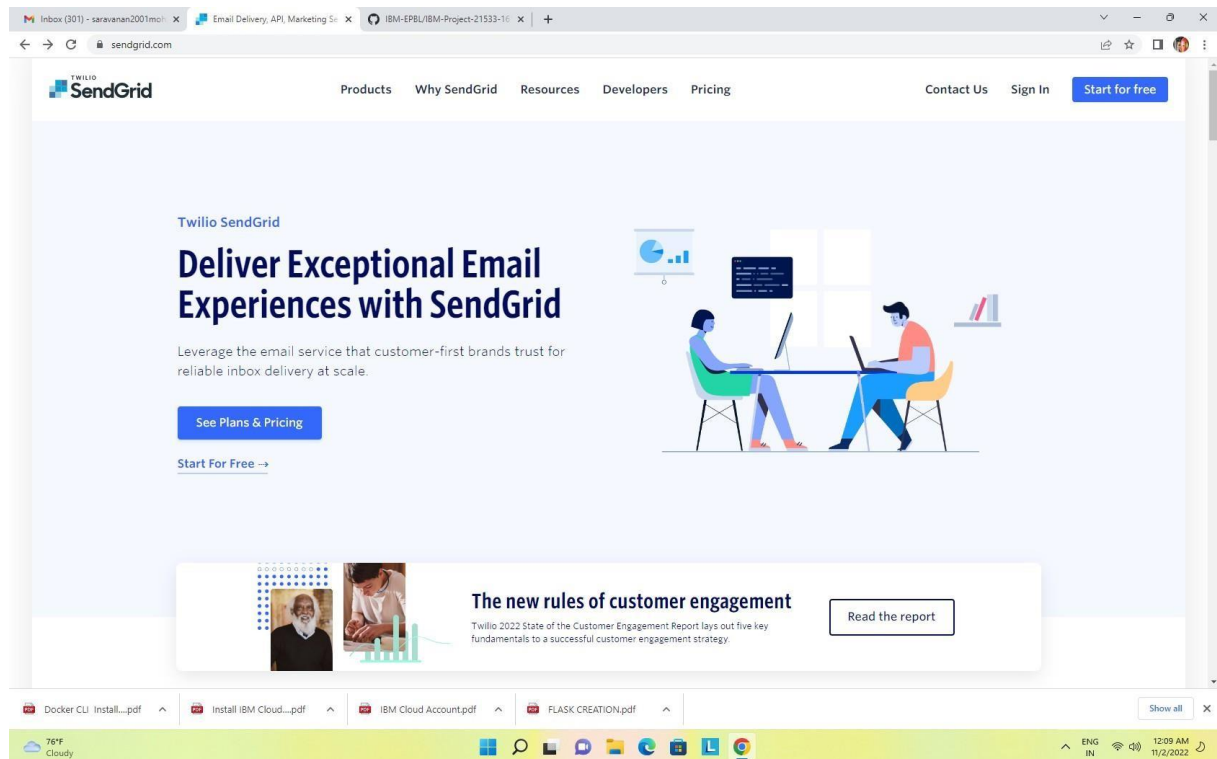 Inbox (301) - saravanan2001moh
Email Delivery, API, Marketing Se
IBM-EPBL/IBM-Project-21533-16
sendgrid.com
TWILIO
SendGrid
Products Why SendGrid Resources Developers Pricing Contact Us Sign In Start for free
Twilio SendGrid
Deliver Exceptional Email
Experiences with SendGrid
Leverage the email service that customer-first brands trust for
reliable inbox delivery at scale.
See Plans & Pricing
Start For Free →
The new rules of customer engagement
Twilio 2022 State of the Customer Engagement Report lays out five key
fundamentals to a successful customer engagement strategy.
Read the report
Docker CLI Install....pdf
Install IBM Cloud....pdf
IBM Cloud Account.pdf
FLASK CREATION.pdf
Show all
76°F
Cloudy
ENG
IN
12:09 AM
11/2/2022